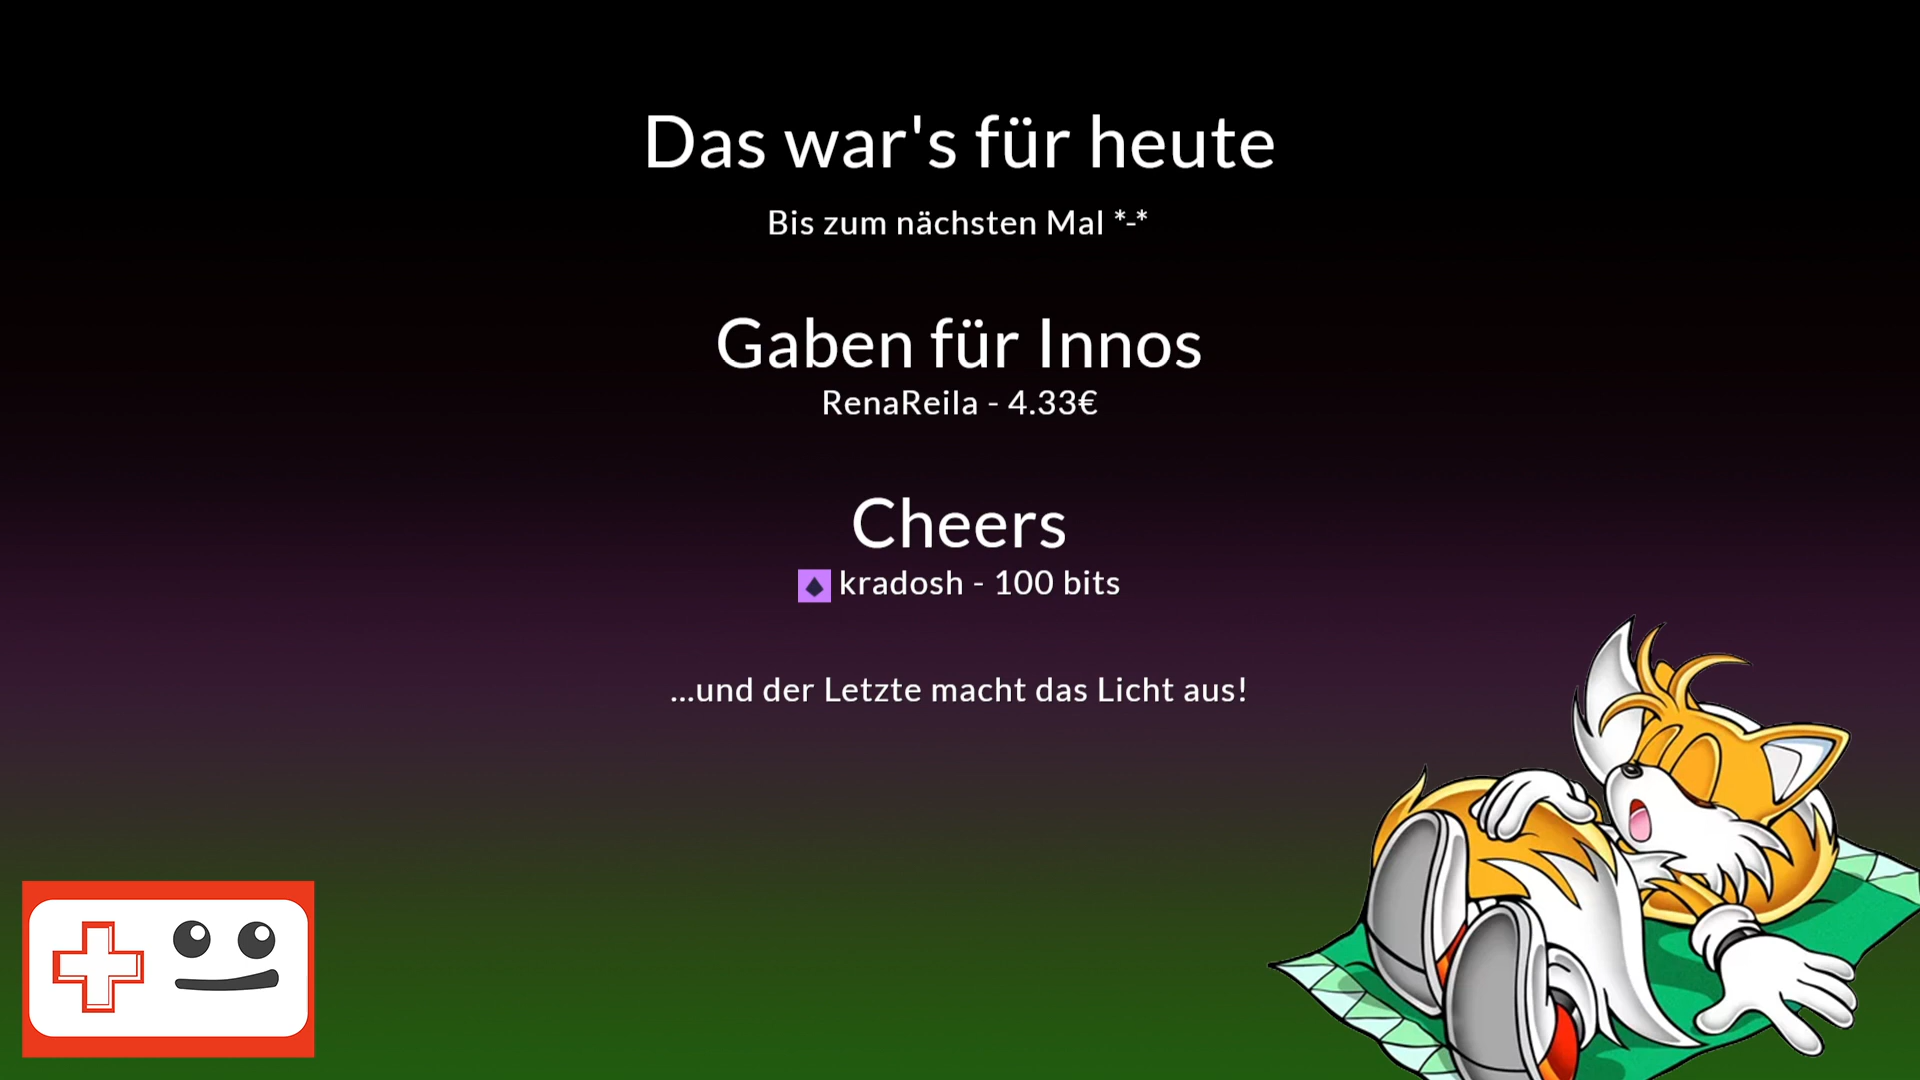 Das war's für heute
Bis zum nächsten Mal *-*
Gaben für Innos
RenaReila - 4.33€
Cheers
kradosh - 100 bits
...und der Letzte macht das Licht aus!